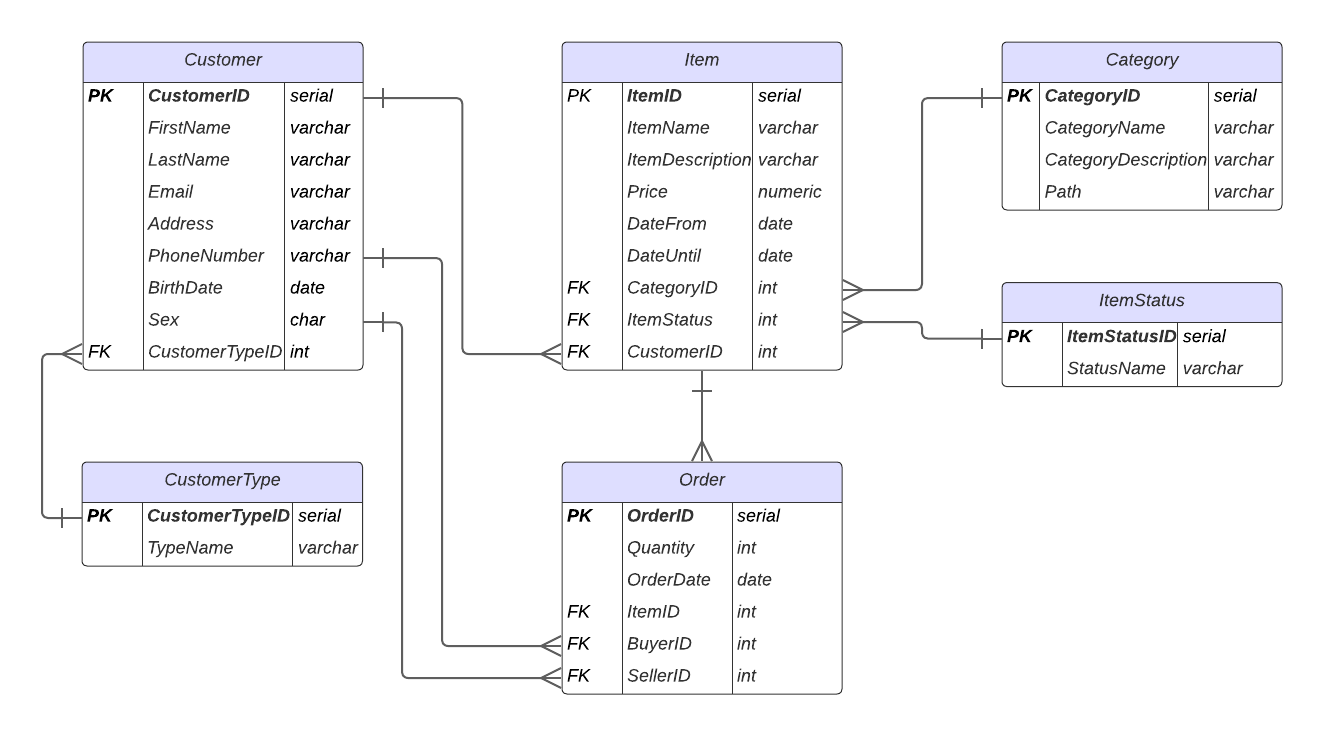 Customer
PK CustomerID serial
FirstName varchar
LastName varchar
Email varchar
Address varchar
PhoneNumber varchar
BirthDate date
Sex char
FK CustomerTypeID int
Item
PK ItemID serial
ItemName varchar
ItemDescription varchar
Price numeric
DateFrom date
DateUntil date
FK CategoryID int
FK ItemStatus int
FK CustomerID int
Category
PK CategoryID serial
CategoryName varchar
CategoryDescription varchar
Path varchar
ItemStatus
PK ItemStatusID serial
StatusName varchar
CustomerType
PK CustomerTypeID serial
TypeName varchar
Order
PK OrderID serial
Quantity int
OrderDate date
FK ItemID int
FK BuyerID int
FK SellerID int